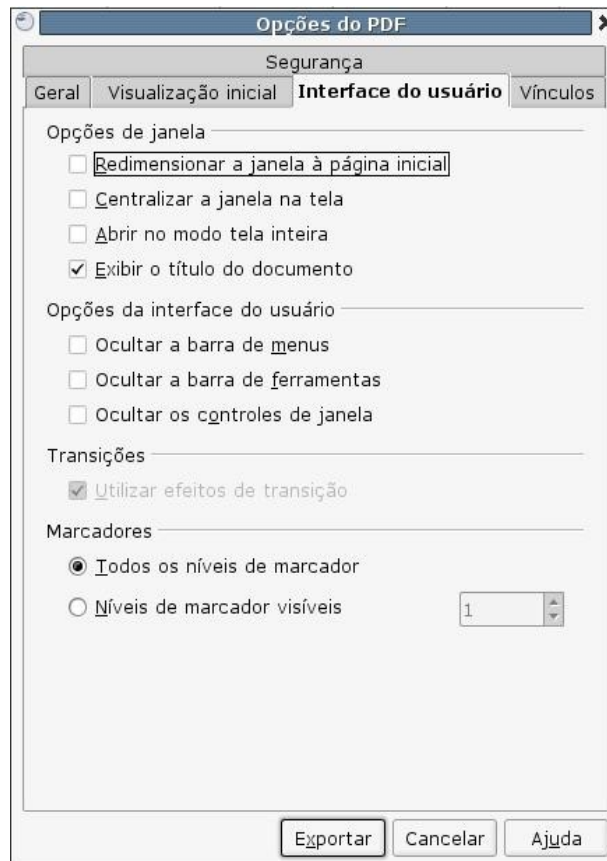 Opções do PDF
Segurança
Geral Visualização inicial Interface do usuário Vínculos
Opções de janela
Redimensionar a janela à página inicial
Centralizar a janela na tela
Abrir no modo tela inteira
Exibir o título do documento
Opções da interface do usuário
Ocultar a barra de menus
Ocultar a barra de ferramentas
Ocultar os controles de janela
Transições
Utilizar efeitos de transição
Marcadores
Todos os níveis de marcador
Níveis de marcador visíveis 1
Exportar Cancelar Ajuda